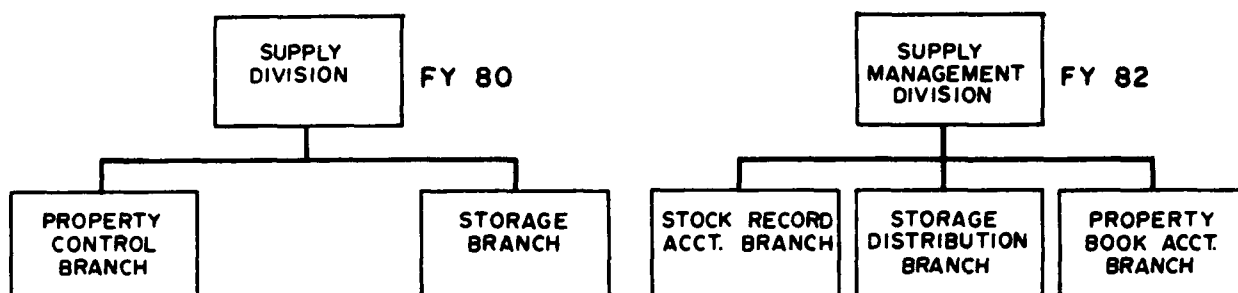 SUPPLY
DIVISION
FY 80
PROPERTY
CONTROL
BRANCH
STORAGE
BRANCH
SUPPLY
MANAGEMENT
DIVISION
FY 82
STOCK RECORD
ACCT. BRANCH
STORAGE
DISTRIBUTION
BRANCH
PROPERTY
BOOK ACCT.
BRANCH